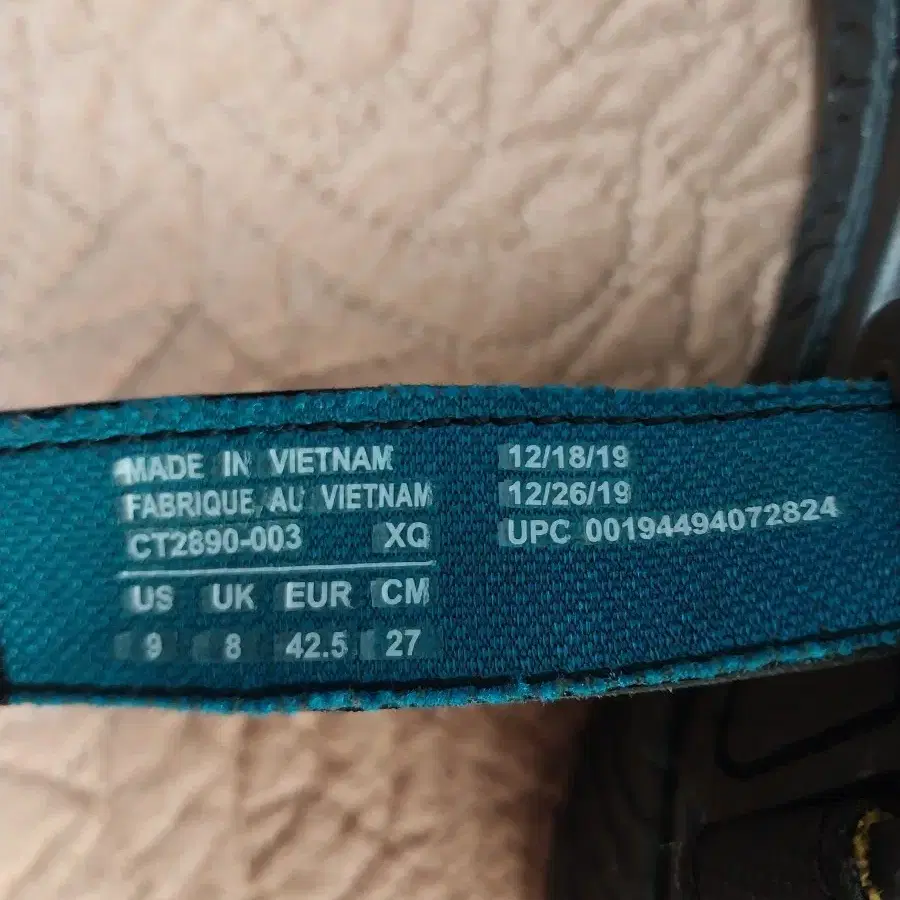 MADE IN VIETNAM
FABRIQUE AU VIETNAM
CT2890-003 XQ
US UK EUR CM
9 8 42.5 27
12/18/19
12/26/19
UPC 00194494072824